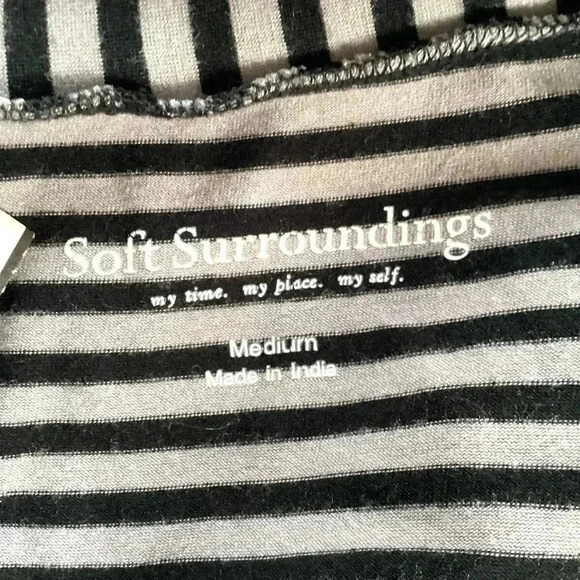 Soft Surroundings
my time. my place. my self.
Medium
Made in India